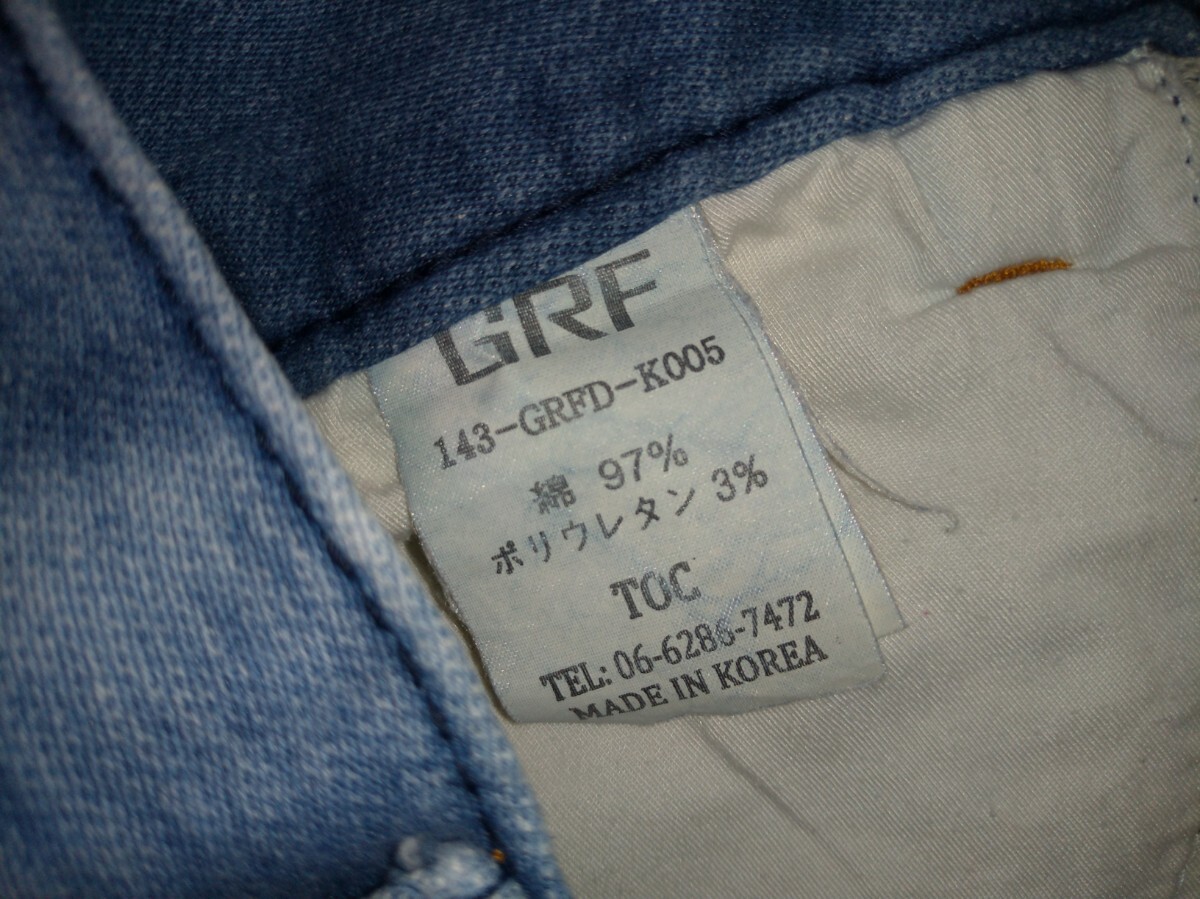 GRF
143-GRFD-K005
綿 97%
ポリウレタン 3%
TOC
TEL: 06-6286-7472
MADE IN KOREA